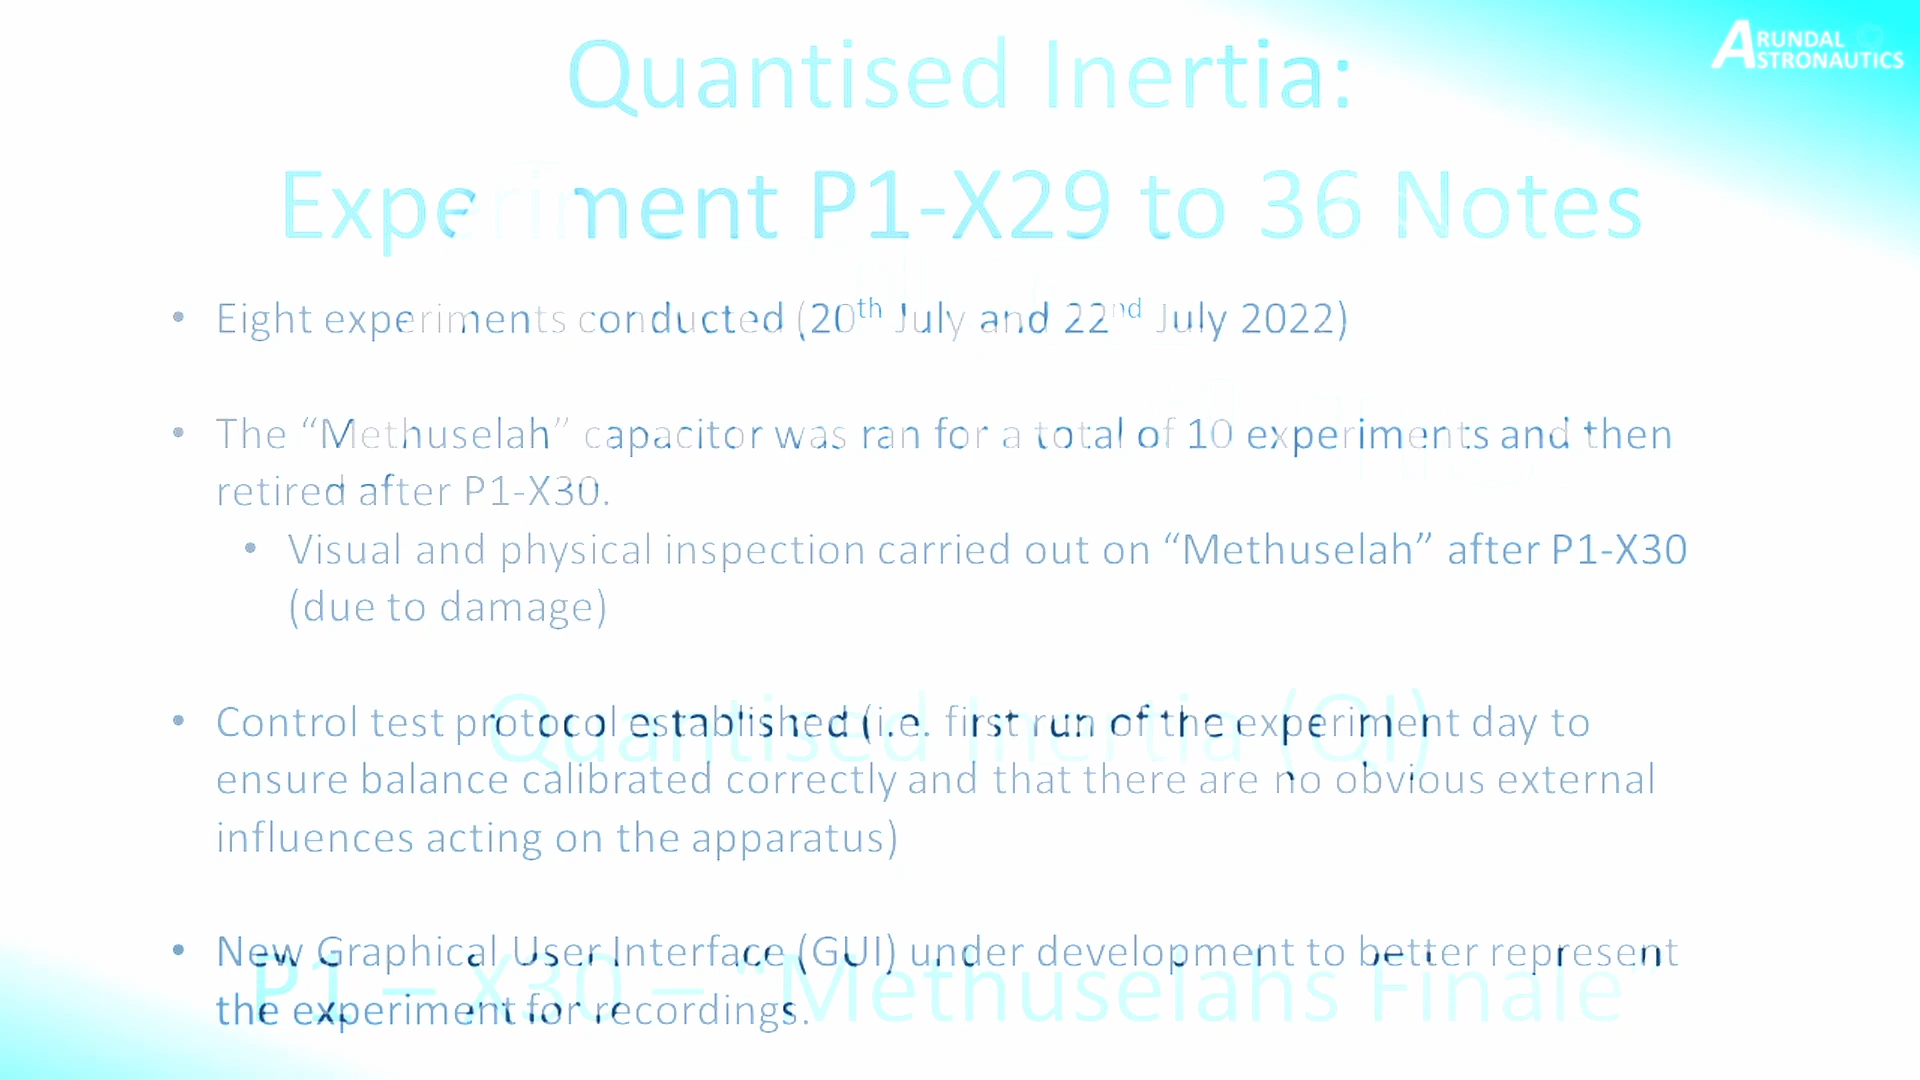 ARUNDAL
ASTRONAUTICS
Quantised Inertia:
Experiment P1-X29 to 36 Notes
• Eight experiments conducted (20th July and 22nd July 2022)
• The “Methuselah” capacitor was ran for a total of 10 experiments and then
retired after P1-X30.
• Visual and physical inspection carried out on “Methuselah” after P1-X30
(due to damage)
Quantised Inertia (QI)
• Control test protocol established (i.e. first run of the experiment day to
ensure balance calibrated correctly and that there are no obvious external
influences acting on the apparatus)
• New Graphical User Interface (GUI) under development to better represent
the experiment for recordings.
P1 – X30 – “Methuselahs Finale